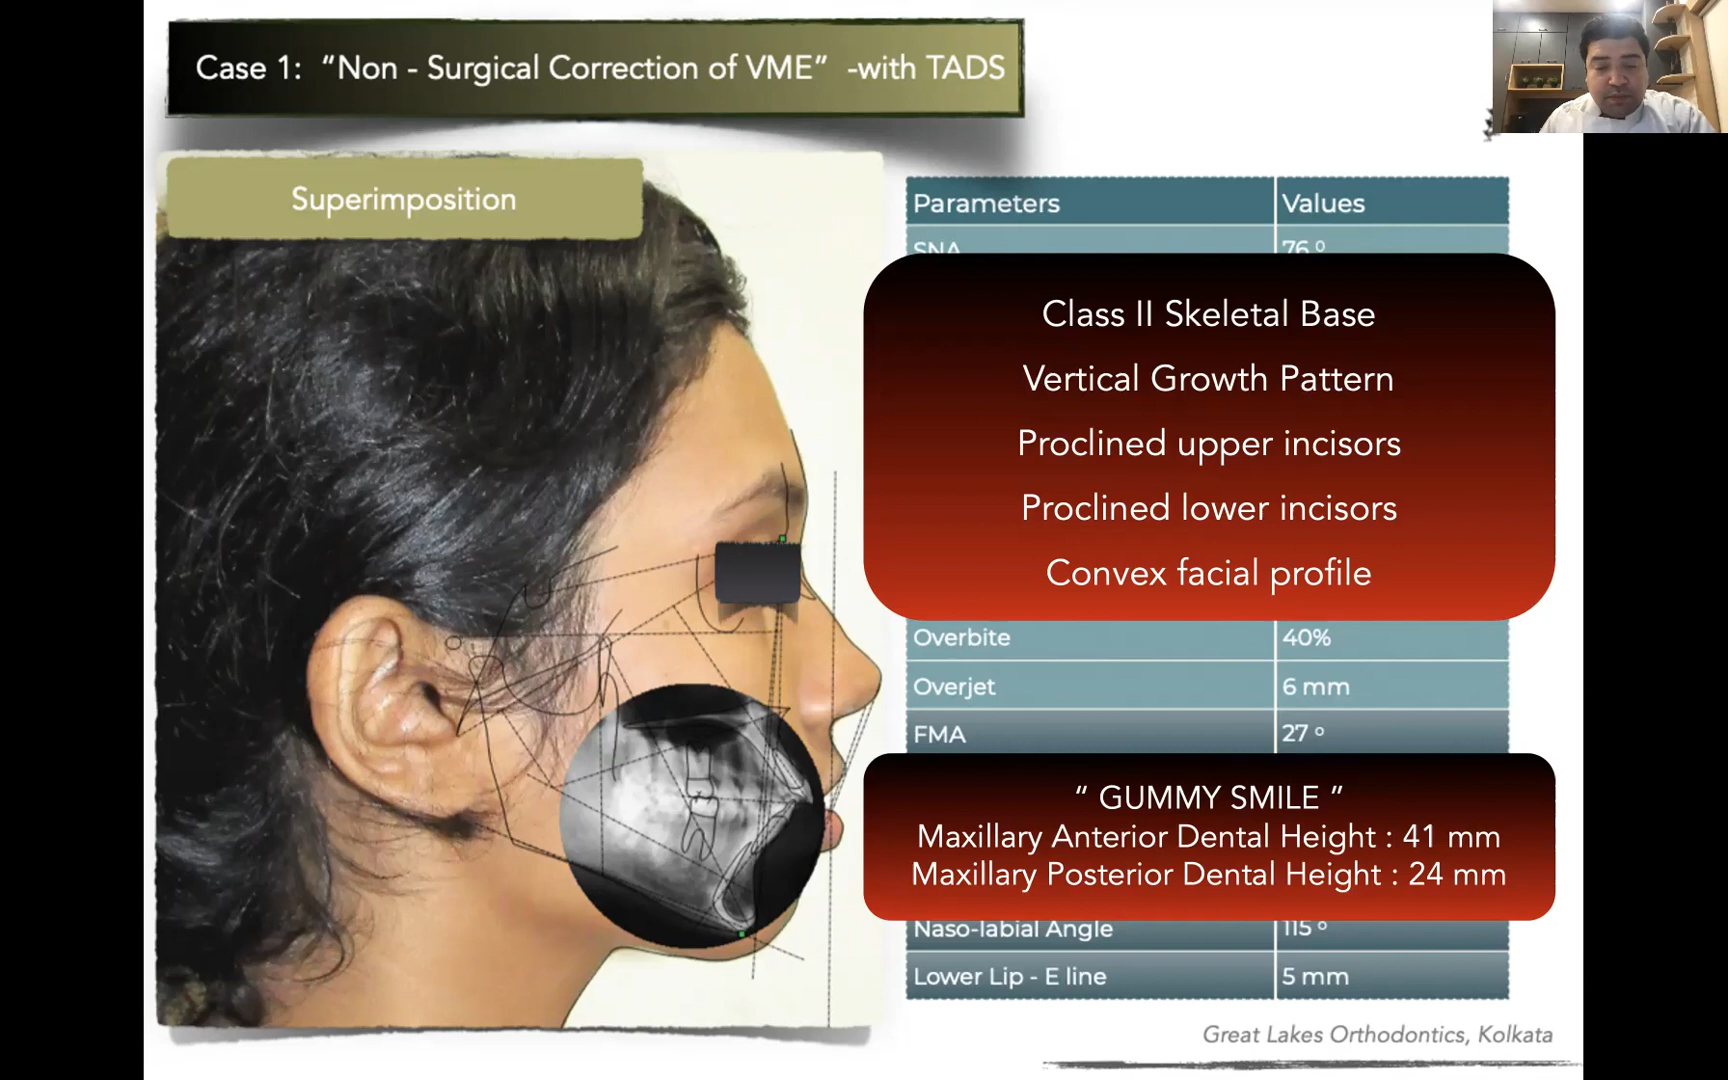 Case 1: “Non - Surgical Correction of VME” -with TADS
Superimposition
Parameters Values
SNA 76 º
Class II Skeletal Base
Vertical Growth Pattern
Proclined upper incisors
Proclined lower incisors
Convex facial profile
Overbite 40%
Overjet 6 mm
FMA 27 º
“ GUMMY SMILE ”
Maxillary Anterior Dental Height : 41 mm
Maxillary Posterior Dental Height : 24 mm
Naso-labial Angle 115 º
Lower Lip - E line 5 mm
Great Lakes Orthodontics, Kolkata